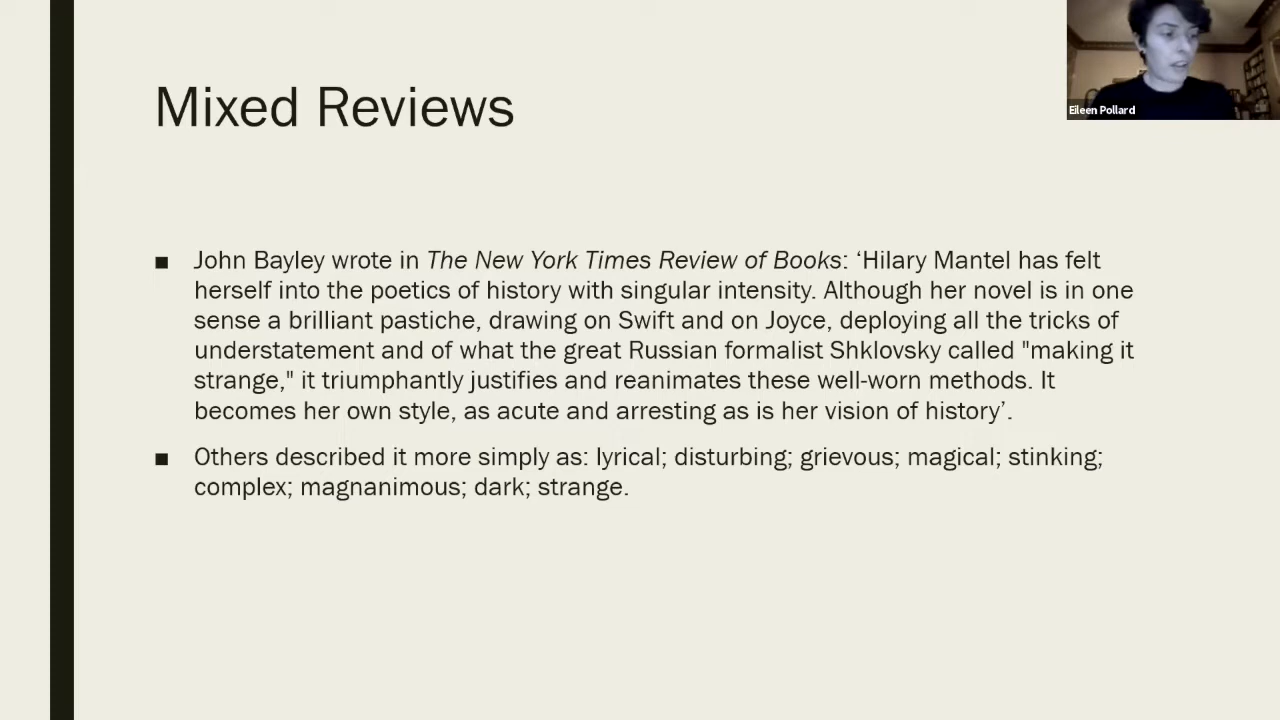 Eileen Pollard
Mixed Reviews
■ John Bayley wrote in The New York Times Review of Books: ‘Hilary Mantel has felt
herself into the poetics of history with singular intensity. Although her novel is in one
sense a brilliant pastiche, drawing on Swift and on Joyce, deploying all the tricks of
understatement and of what the great Russian formalist Shklovsky called "making it
strange," it triumphantly justifies and reanimates these well-worn methods. It
becomes her own style, as acute and arresting as is her vision of history’.
■ Others described it more simply as: lyrical; disturbing; grievous; magical; stinking;
complex; magnanimous; dark; strange.